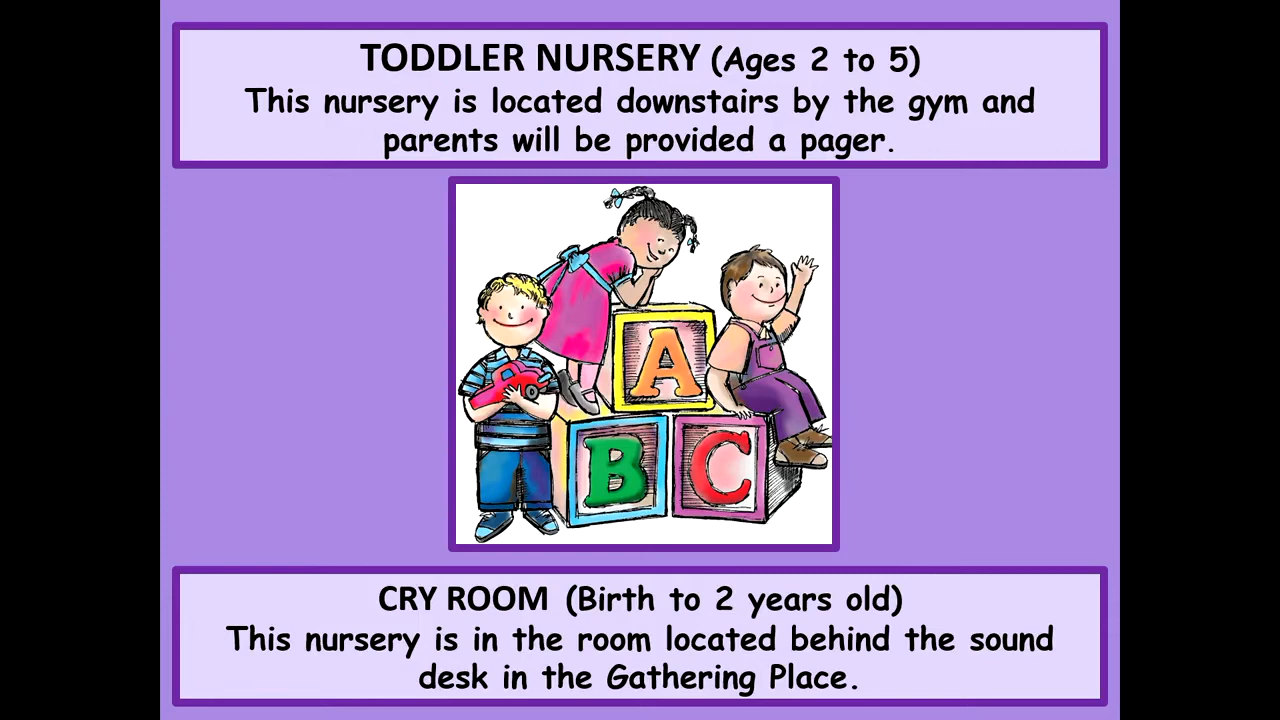 TODDLER NURSERY (Ages 2 to 5)
This nursery is located downstairs by the gym and
parents will be provided a pager.
A
B C
CRY ROOM (Birth to 2 years old)
This nursery is in the room located behind the sound
desk in the Gathering Place.